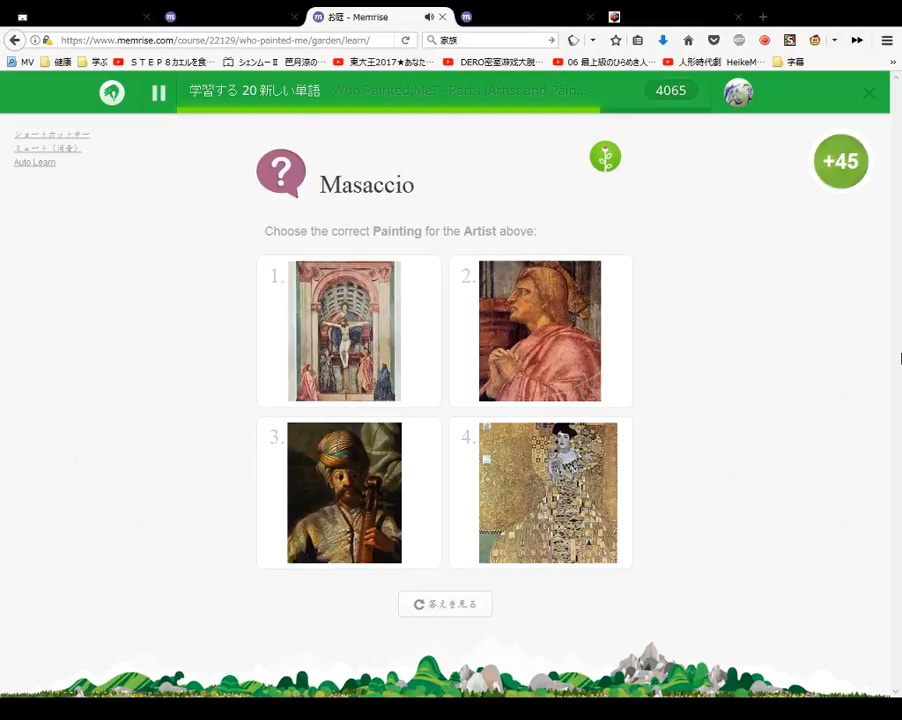 お庭 - Memrise
https://www.memrise.com/course/22129/who-painted-me/garden/learn/
家族
MV 健康 学ぶ ＳＴＥＰ８カエルを食… シェンムーⅡ 芭月涼の… 東大王2017★あなた… DERO密室游戏大脱… 06 最上級のひらめき人… 人形時代劇 HeikeM… 字幕
学習する 20 新しい単語 Who Painted Me? - Part I (Artist and Pain...
4065
ショートカットキー
ミュート（消音）
Auto Learn
+45
?
Masaccio
Choose the correct Painting for the Artist above:
1.
2.
3.
4.
答えを見る